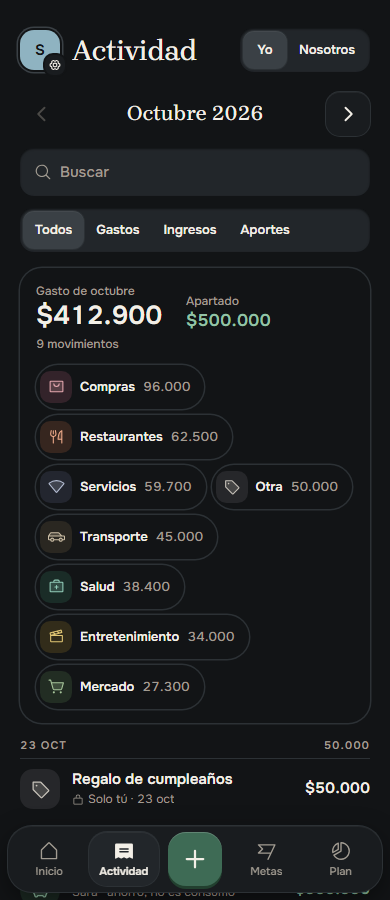 S
Actividad
Yo
Nosotros
Octubre 2026
Buscar
Todos
Gastos
Ingresos
Aportes
Gasto de octubre
$412.900
Apartado
$500.000
9 movimientos
Compras 96.000
Restaurantes 62.500
Servicios 59.700
Otra 50.000
Transporte 45.000
Salud 38.400
Entretenimiento 34.000
Mercado 27.300
23 OCT
50.000
Regalo de cumpleaños
$50.000
Solo tú · 23 oct
Inicio
Actividad
Metas
Plan